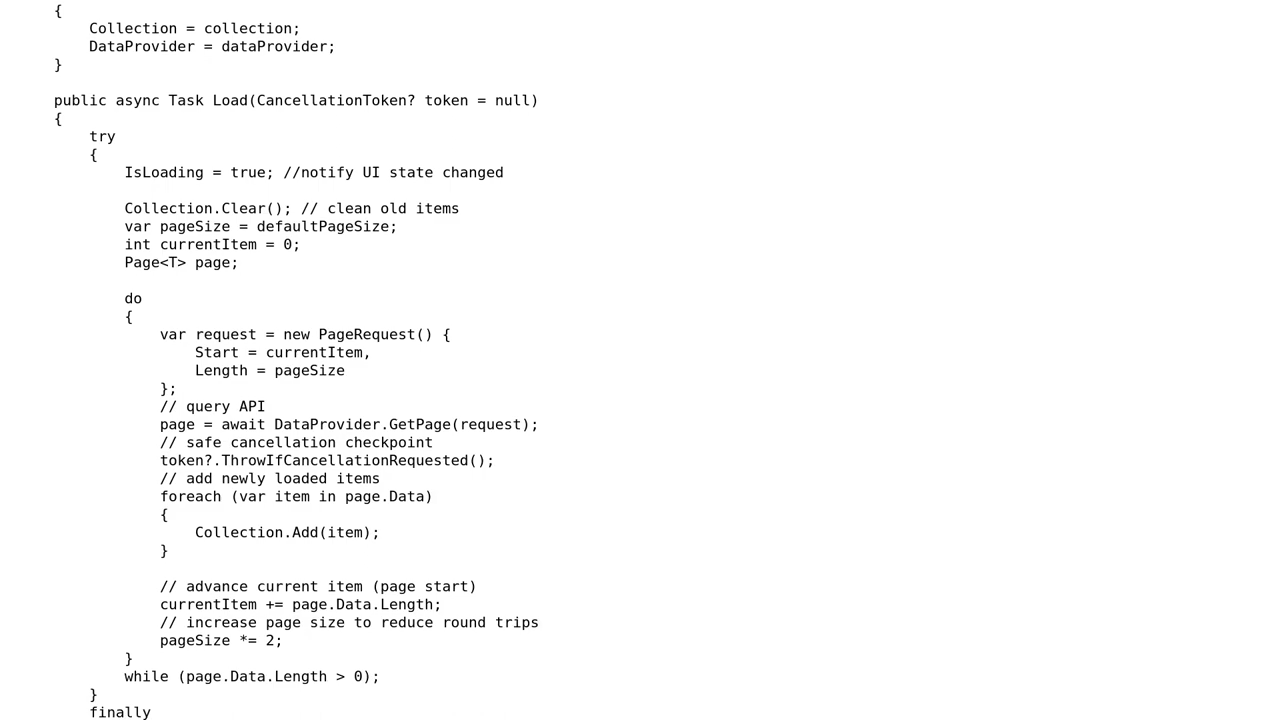 {
Collection = collection;
DataProvider = dataProvider;
}
public async Task Load(CancellationToken? token = null)
{
try
{
IsLoading = true; //notify UI state changed
Collection.Clear(); // clean old items
var pageSize = defaultPageSize;
int currentItem = 0;
Page<T> page;
do
{
var request = new PageRequest() {
Start = currentItem,
Length = pageSize
};
// query API
page = await DataProvider.GetPage(request);
// safe cancellation checkpoint
token?.ThrowIfCancellationRequested();
// add newly loaded items
foreach (var item in page.Data)
{
Collection.Add(item);
}
// advance current item (page start)
currentItem += page.Data.Length;
// increase page size to reduce round trips
pageSize *= 2;
}
while (page.Data.Length > 0);
}
finally